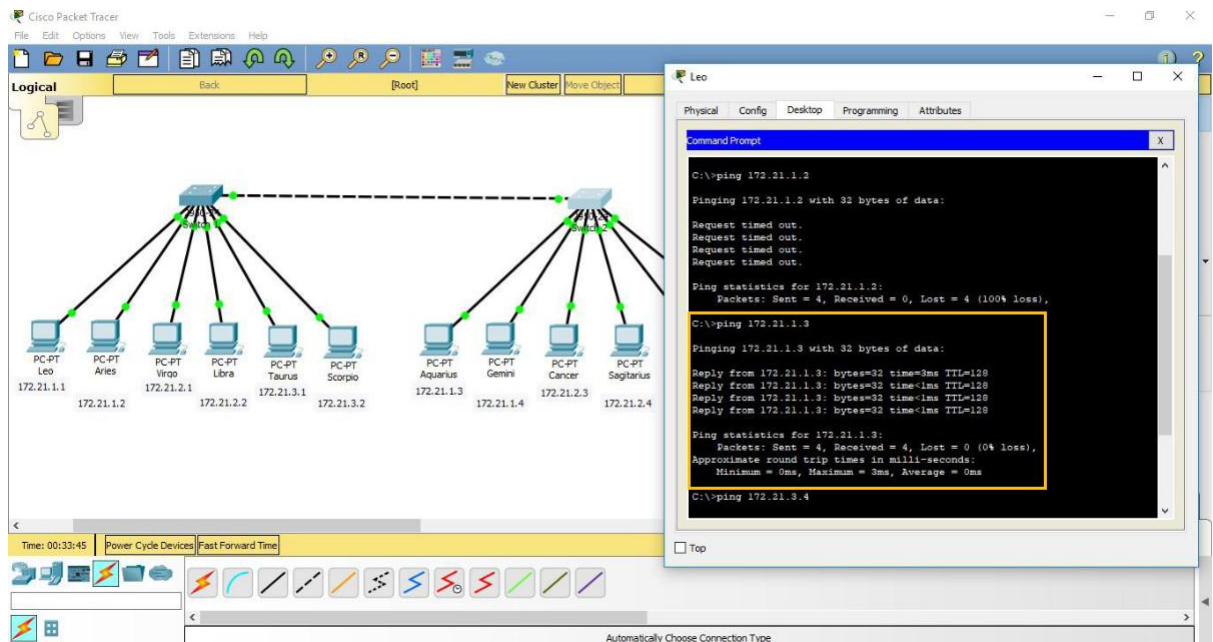 Cisco Packet Tracer
File Edit Options View Tools Extensions Help
Logical
Back
[Root]
New Cluster
Move Object
PC-PT
Leo
172.21.1.1
PC-PT
Aries
172.21.1.2
PC-PT
Virgo
172.21.2.1
PC-PT
Libra
172.21.2.2
PC-PT
Taurus
172.21.3.1
PC-PT
Scorpio
172.21.3.2
PC-PT
Aquarius
172.21.1.3
PC-PT
Gemini
172.21.1.4
PC-PT
Cancer
172.21.2.3
PC-PT
Sagitarius
172.21.2.4
Leo
Physical Config Desktop Programming Attributes
Command Prompt
X
C:\>ping 172.21.1.2
Pinging 172.21.1.2 with 32 bytes of data:
Request timed out.
Request timed out.
Request timed out.
Request timed out.
Ping statistics for 172.21.1.2:
Packets: Sent = 4, Received = 0, Lost = 4 (100% loss),
C:\>ping 172.21.1.3
Pinging 172.21.1.3 with 32 bytes of data:
Reply from 172.21.1.3: bytes=32 time=3ms TTL=128
Reply from 172.21.1.3: bytes=32 time<1ms TTL=128
Reply from 172.21.1.3: bytes=32 time<1ms TTL=128
Reply from 172.21.1.3: bytes=32 time<1ms TTL=128
Ping statistics for 172.21.1.3:
Packets: Sent = 4, Received = 4, Lost = 0 (0% loss),
Approximate round trip times in milli-seconds:
Minimum = 0ms, Maximum = 3ms, Average = 0ms
C:\>ping 172.21.3.4
Top
Time: 00:33:45
Power Cycle Devices
Fast Forward Time
Automatically Choose Connection Type